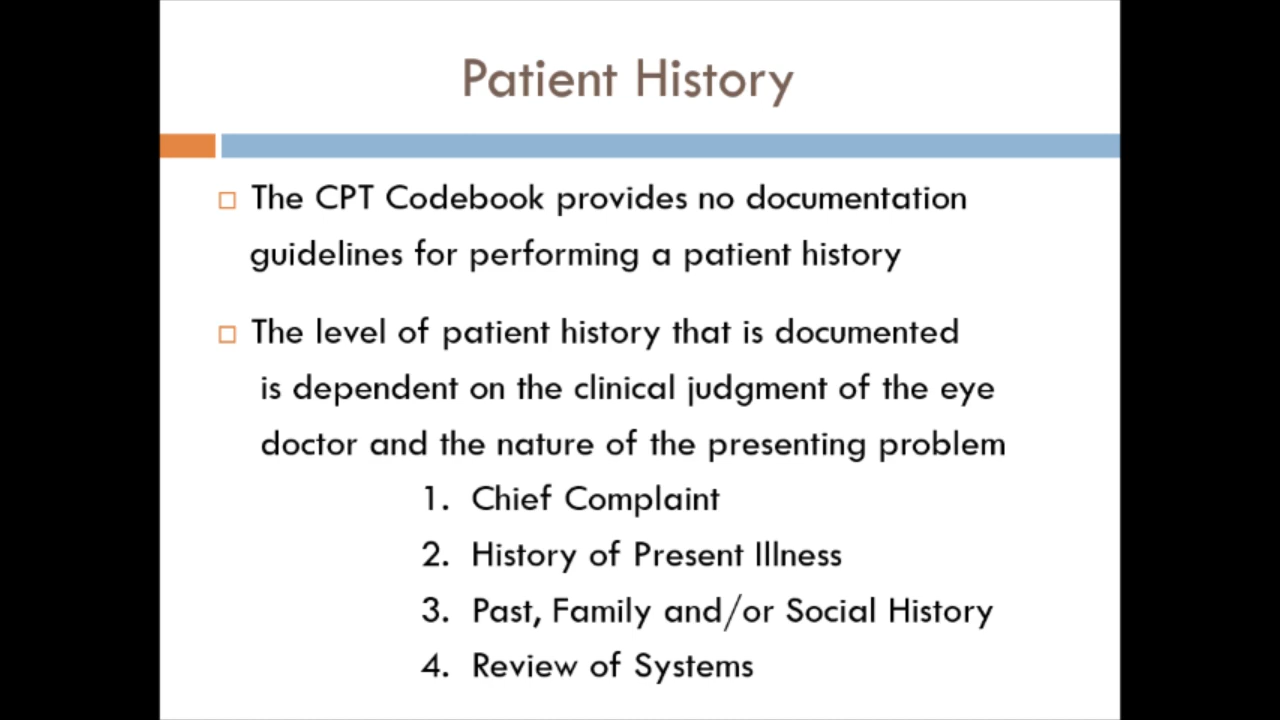 Patient History
The CPT Codebook provides no documentation
guidelines for performing a patient history
The level of patient history that is documented
is dependent on the clinical judgment of the eye
doctor and the nature of the presenting problem
1. Chief Complaint
2. History of Present Illness
3. Past, Family and/or Social History
4. Review of Systems